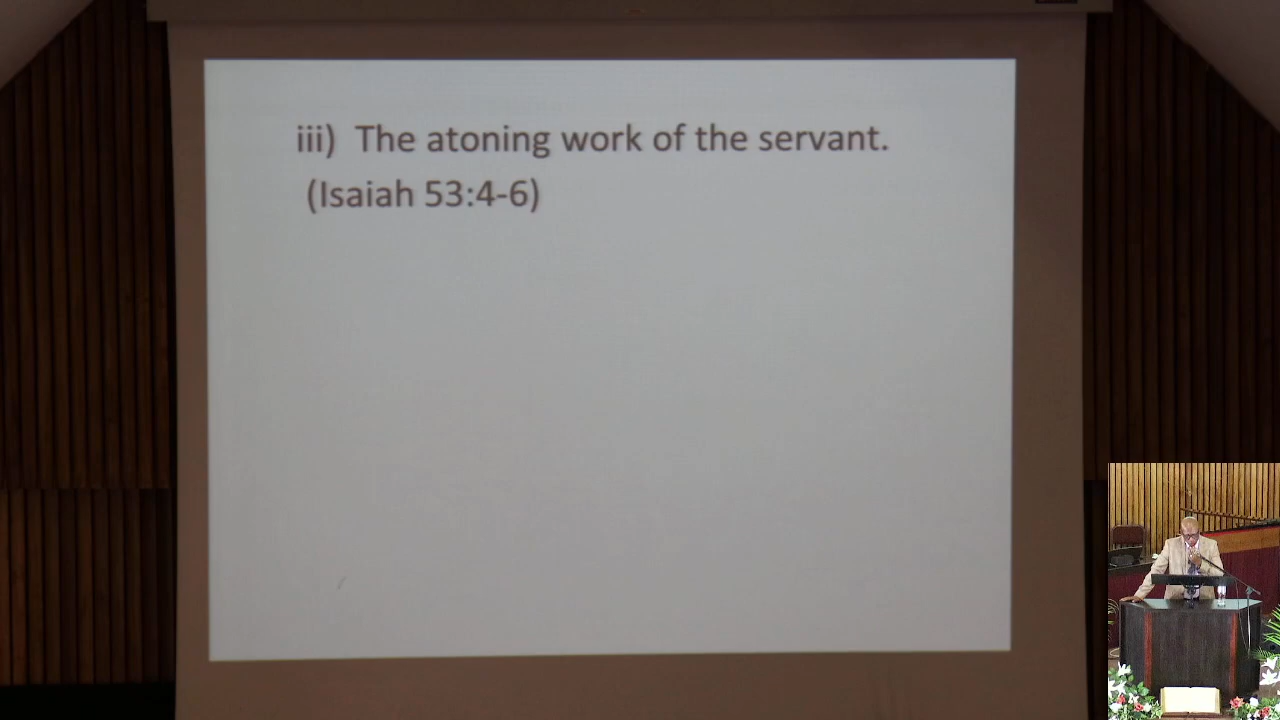 iii) The atoning work of the servant.
(Isaiah 53:4-6)